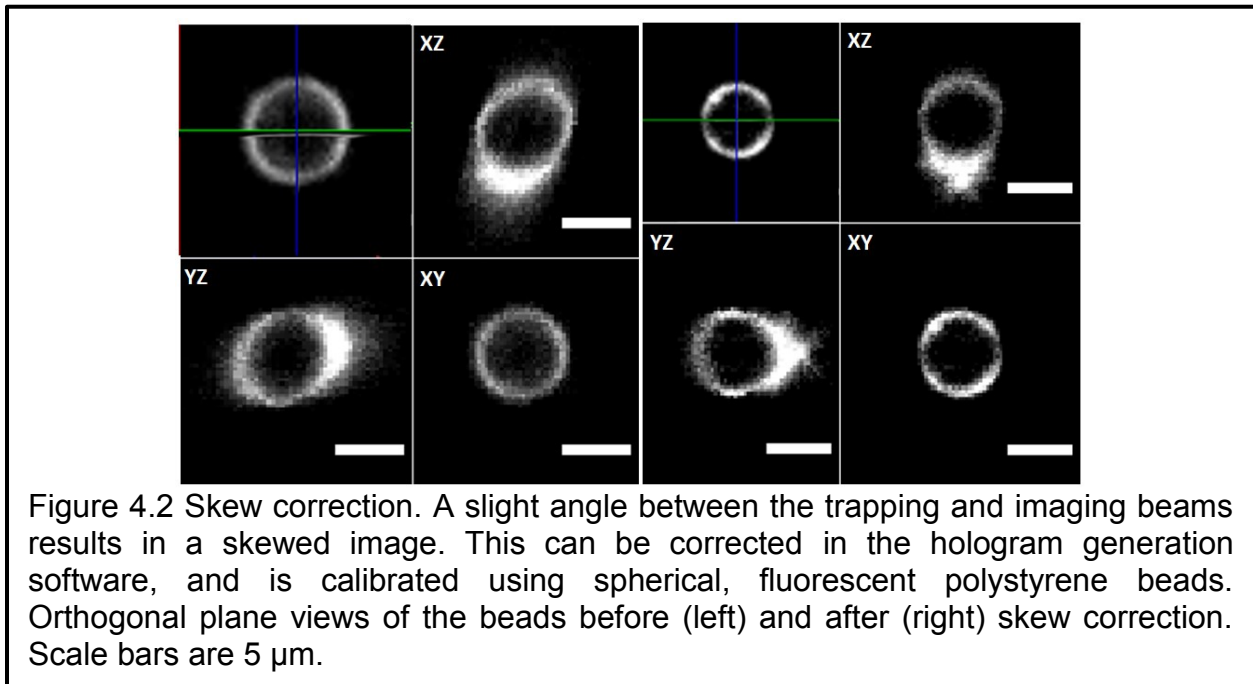 XZ
XZ
YZ
XY
YZ
XY
Figure 4.2 Skew correction. A slight angle between the trapping and imaging beams
results in a skewed image. This can be corrected in the hologram generation
software, and is calibrated using spherical, fluorescent polystyrene beads.
Orthogonal plane views of the beads before (left) and after (right) skew correction.
Scale bars are 5 µm.